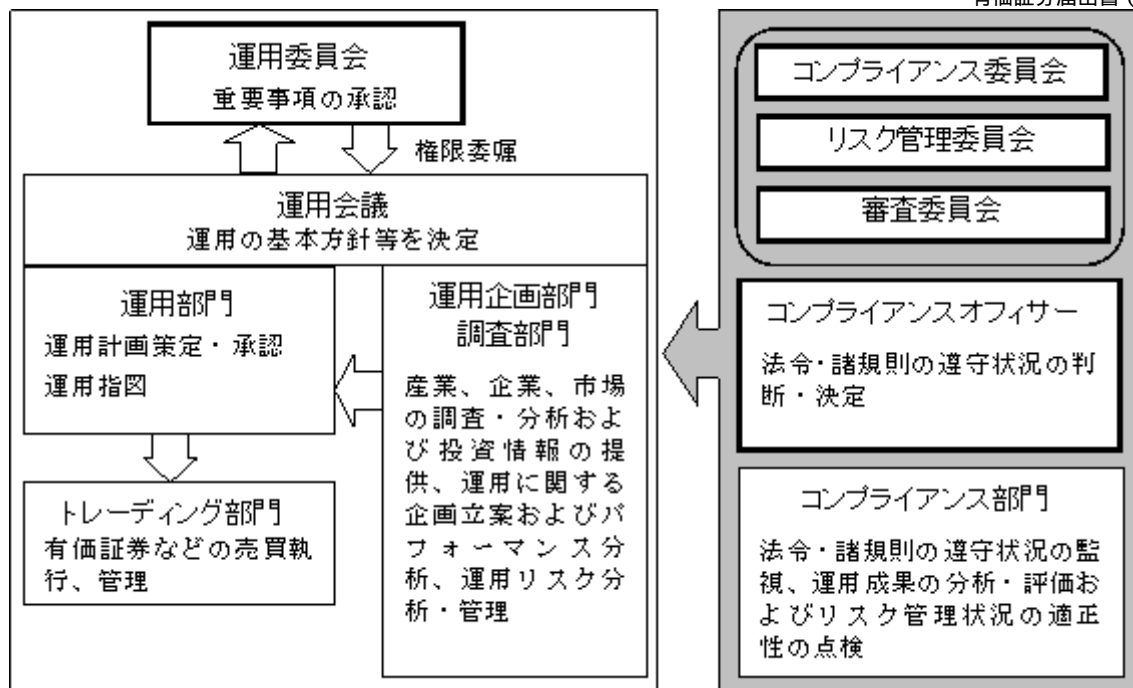 有価証券届出書（
運用委員会
重要事項の承認
権限委嘱
運用会議
運用の基本方針等を決定
運用部門
運用計画策定・承認
運用指図
トレーディング部門
有価証券などの売買執
行、管理
運用企画部門
調査部門
産業、企業、市場
の調査・分析およ
び投資情報の提
供、運用に関する
企画立案およびパ
フォーマンス分
析、運用リスク分
析・管理
コンプライアンス委員会
リスク管理委員会
審査委員会
コンプライアンスオフィサー
法令・諸規則の遵守状況の判
断・決定
コンプライアンス部門
法令・諸規則の遵守状況の監
視、運用成果の分析・評価お
よびリスク管理状況の適正
性の点検